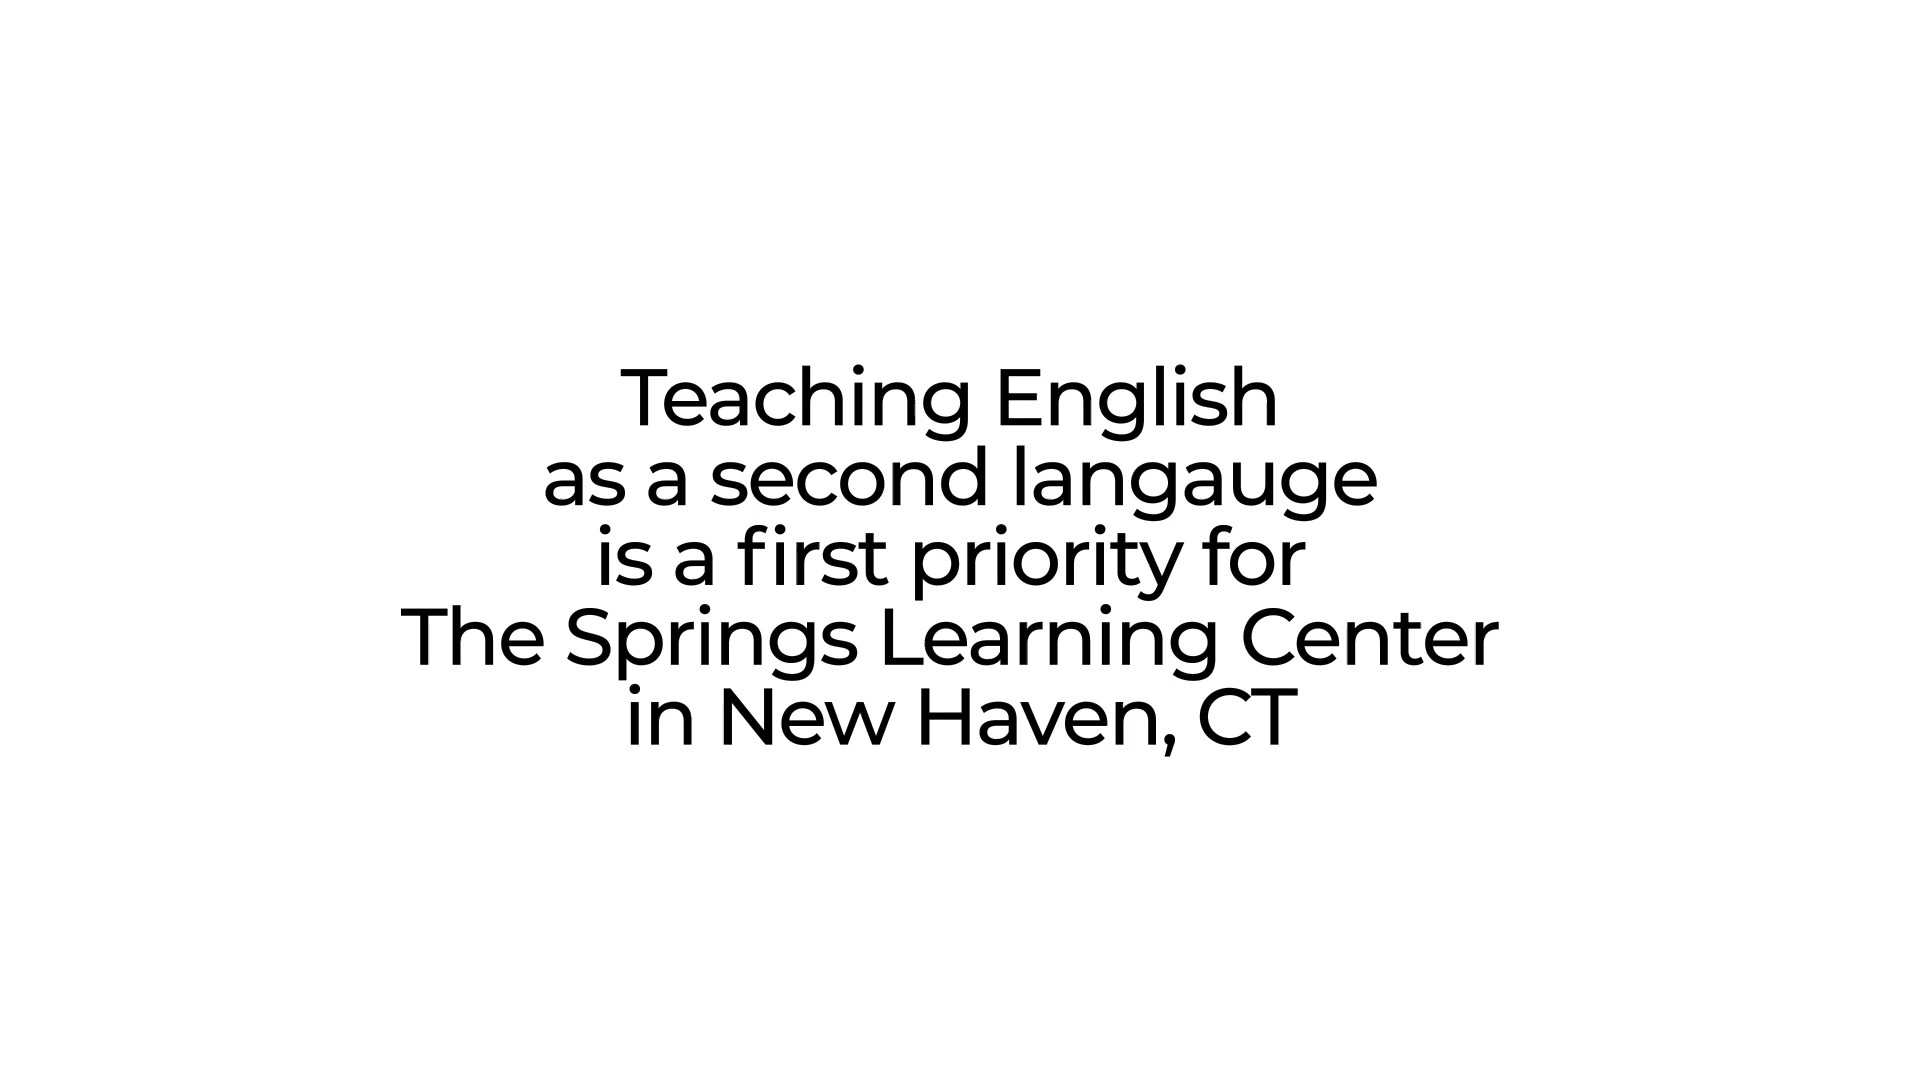 Teaching English
as a second langauge
is a first priority for
The Springs Learning Center
in New Haven, CT